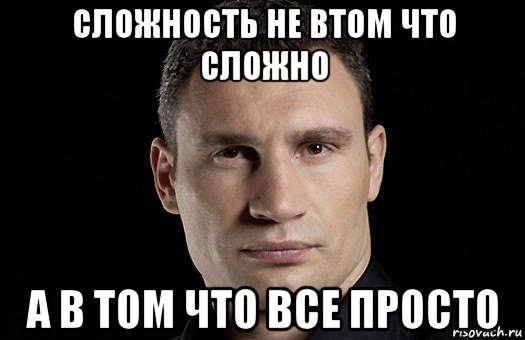 СЛОЖНОСТЬ НЕ ВТОМ ЧТО
СЛОЖНО
А В ТОМ ЧТО ВСЕ ПРОСТО
risovach.ru